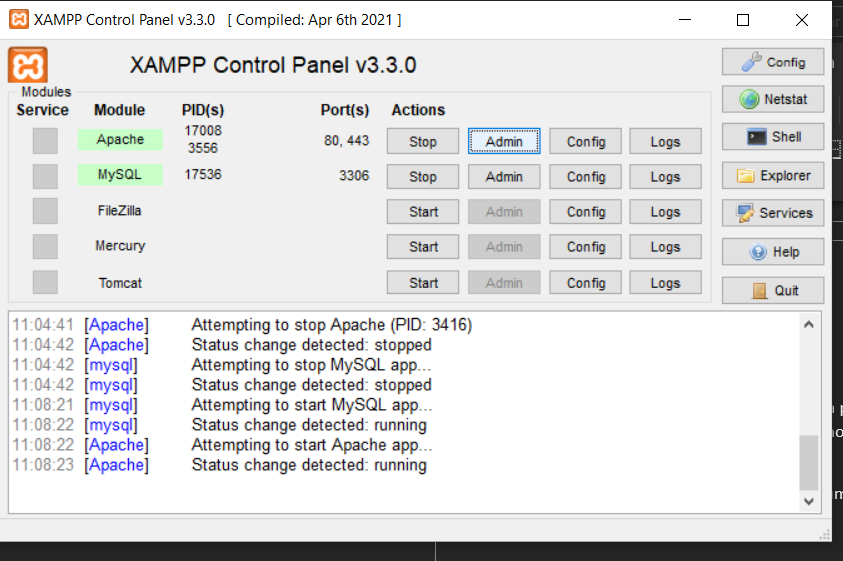 XAMPP Control Panel v3.3.0 [ Compiled: Apr 6th 2021 ]
XAMPP Control Panel v3.3.0
Config
Modules
Service Module PID(s) Port(s) Actions
Netstat
Apache 17008 3556 80, 443 Stop Admin Config Logs
Shell
MySQL 17536 3306 Stop Admin Config Logs
Explorer
FileZilla Start Admin Config Logs
Services
Mercury Start Admin Config Logs
Help
Tomcat Start Admin Config Logs
Quit
11:04:41 [Apache] Attempting to stop Apache (PID: 3416)
11:04:42 [Apache] Status change detected: stopped
11:04:42 [mysql] Attempting to stop MySQL app...
11:04:42 [mysql] Status change detected: stopped
11:08:21 [mysql] Attempting to start MySQL app...
11:08:22 [mysql] Status change detected: running
11:08:22 [Apache] Attempting to start Apache app...
11:08:23 [Apache] Status change detected: running